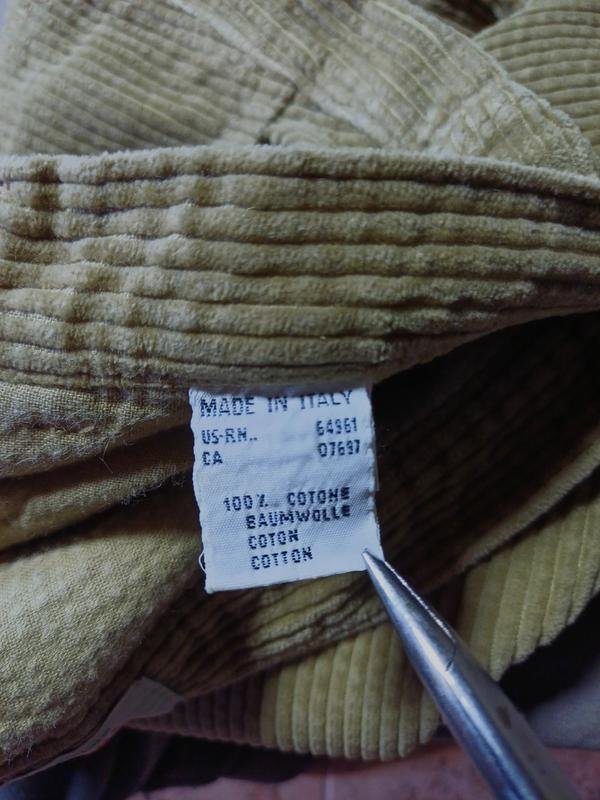 MADE IN ITALY
US-RN.. 64961
CA 07697
100% COTONE
BAUMWOLLE
COTON
COTTON